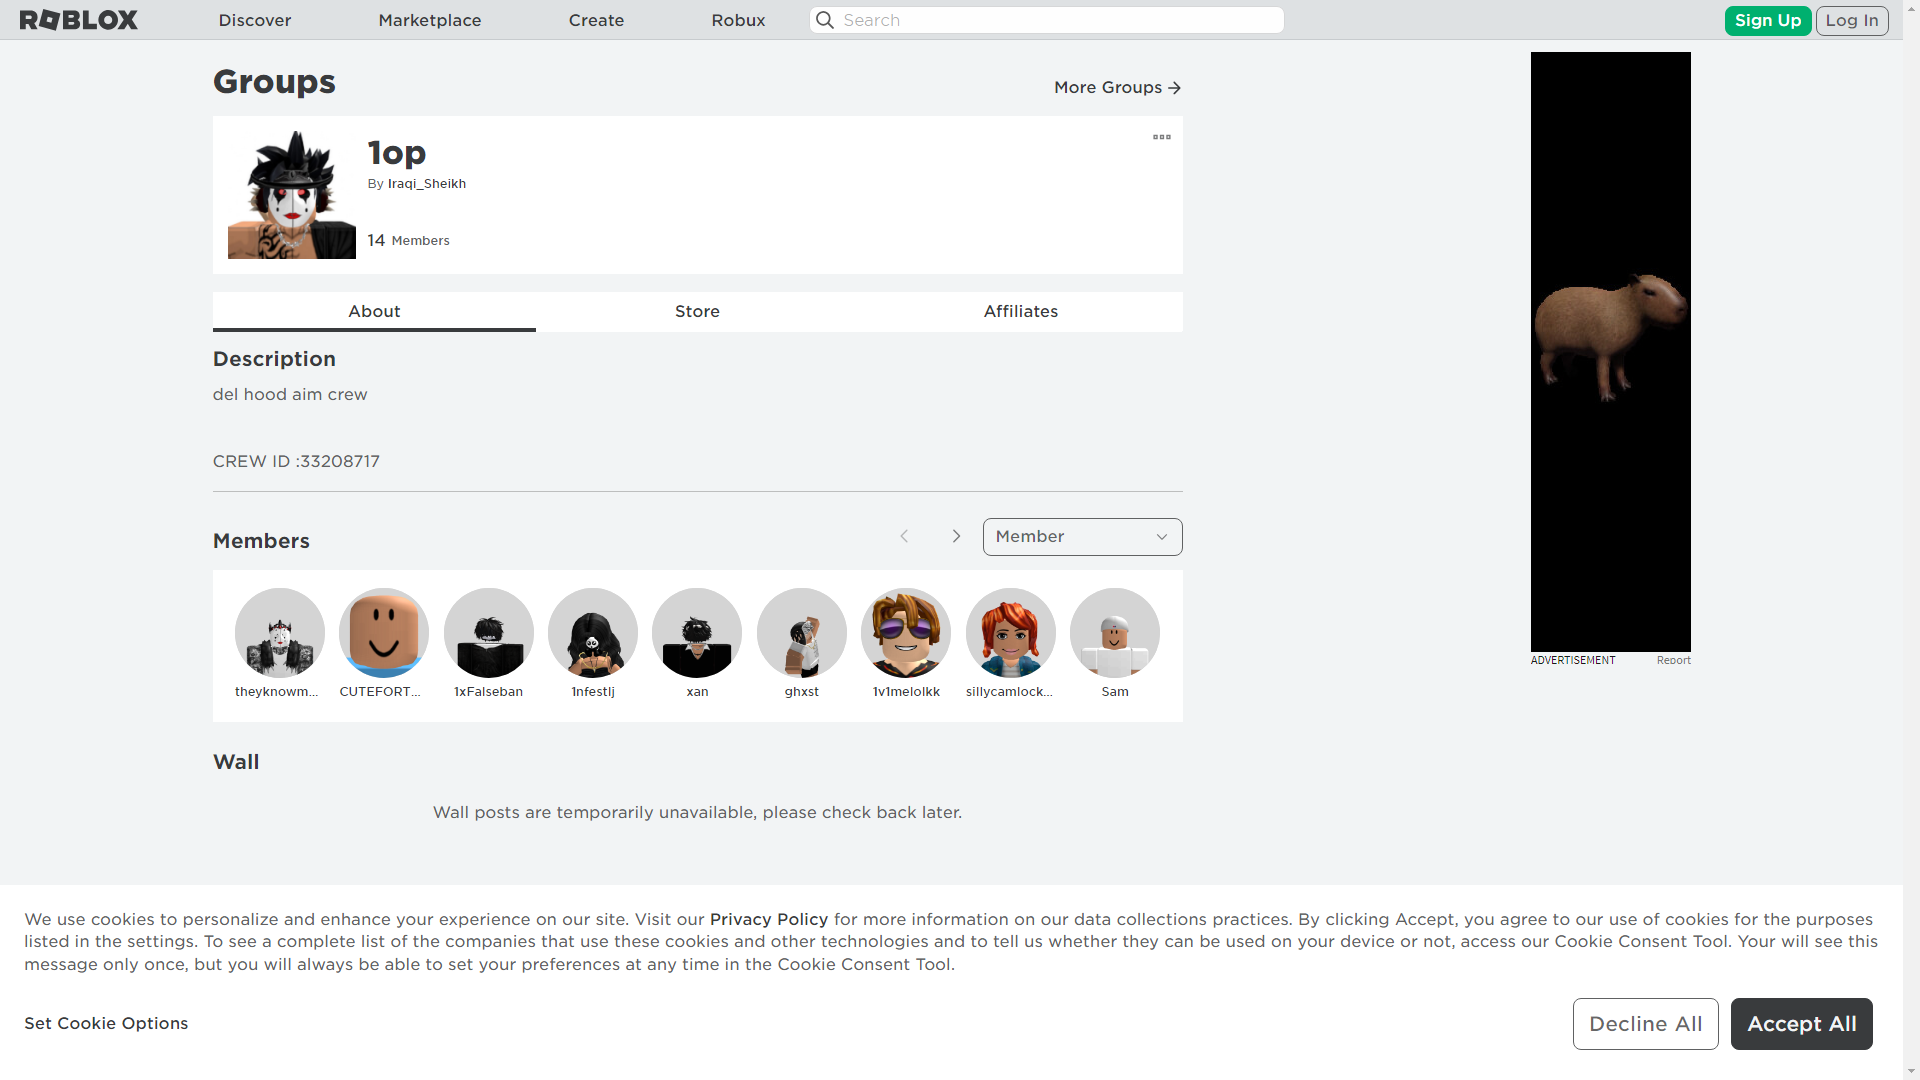 ROBLOX
Discover
Marketplace
Create
Robux
Search
Sign Up
Log In
Groups
More Groups
1op
By Iraqi_Sheikh
14 Members
About
Store
Affiliates
Description
del hood aim crew
CREW ID :33208717
Members
Member
theyknowm...
CUTEFORT...
1xFalseban
1nfestlj
xan
ghxst
1v1melolkk
sillycamlock...
Sam
Wall
Wall posts are temporarily unavailable, please check back later.
ADVERTISEMENT
Report
We use cookies to personalize and enhance your experience on our site. Visit our Privacy Policy for more information on our data collections practices. By clicking Accept, you agree to our use of cookies for the purposes
listed in the settings. To see a complete list of the companies that use these cookies and other technologies and to tell us whether they can be used on your device or not, access our Cookie Consent Tool. Your will see this
message only once, but you will always be able to set your preferences at any time in the Cookie Consent Tool.
Set Cookie Options
Decline All
Accept All